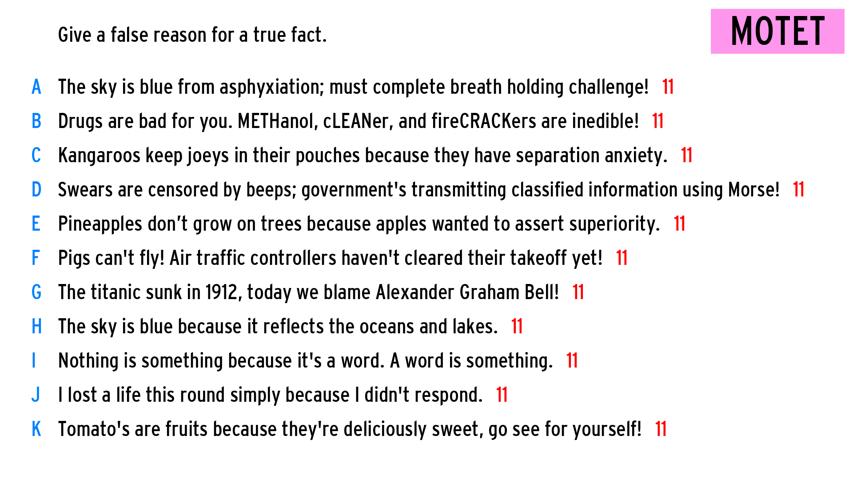 Give a false reason for a true fact.
MOTET
A The sky is blue from asphyxiation; must complete breath holding challenge! 11
B Drugs are bad for you. METHanol, cLEANer, and fireCRACKers are inedible! 11
C Kangaroos keep joeys in their pouches because they have separation anxiety. 11
D Swears are censored by beeps; government's transmitting classified information using Morse! 11
E Pineapples don’t grow on trees because apples wanted to assert superiority. 11
F Pigs can't fly! Air traffic controllers haven't cleared their takeoff yet! 11
G The titanic sunk in 1912, today we blame Alexander Graham Bell! 11
H The sky is blue because it reflects the oceans and lakes. 11
I Nothing is something because it's a word. A word is something. 11
J I lost a life this round simply because I didn't respond. 11
K Tomato's are fruits because they're deliciously sweet, go see for yourself! 11